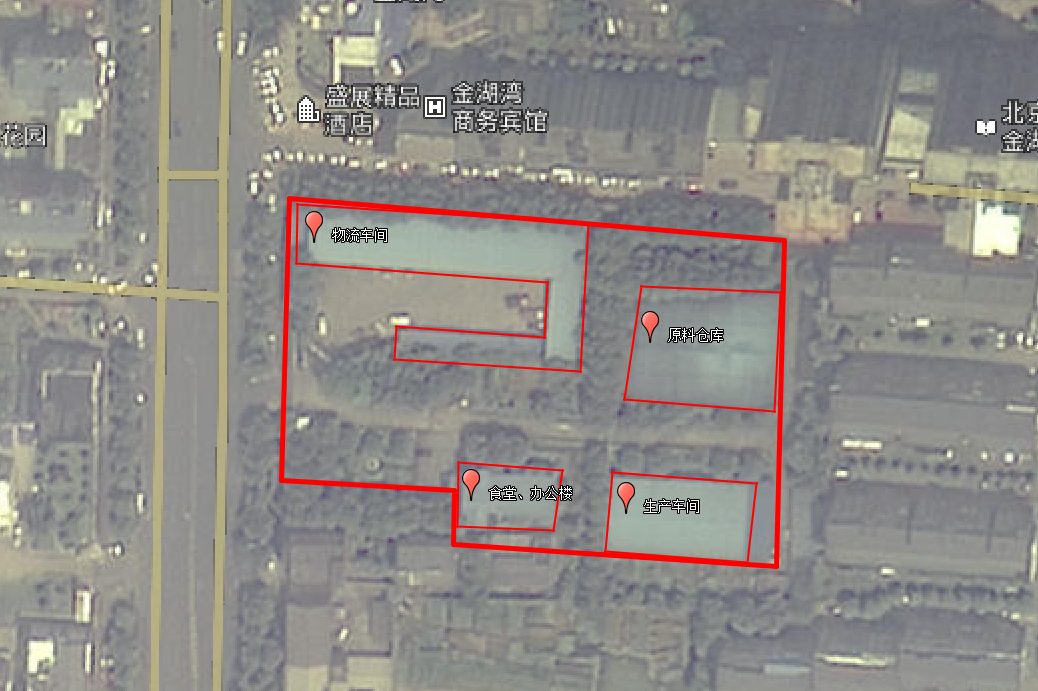 盛展精品
酒店
金湖湾
商务宾馆
北京
金湖
花园
物流车间
原料仓库
食堂、办公楼
生产车间